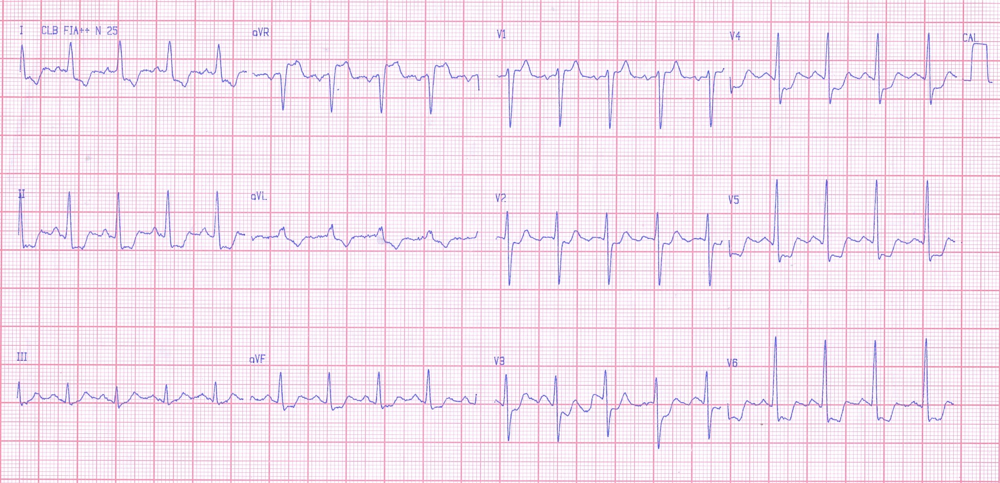 I CLB FIA++ N 25 aVR V1 V4 CAL
II aVL V2 V5
III aVF V3 V6